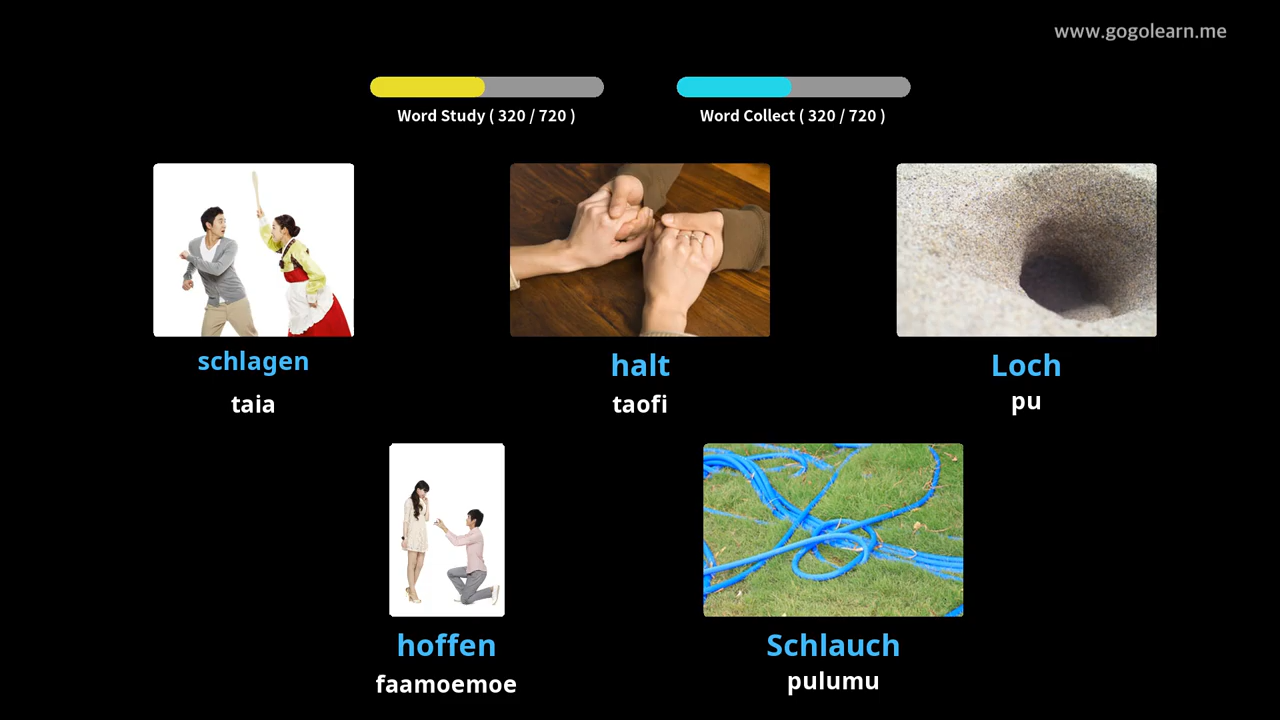 www.gogolearn.me
Word Study ( 320 / 720 )
Word Collect ( 320 / 720 )
schlagen
taia
halt
taofi
Loch
pu
hoffen
faamoemoe
Schlauch
pulumu